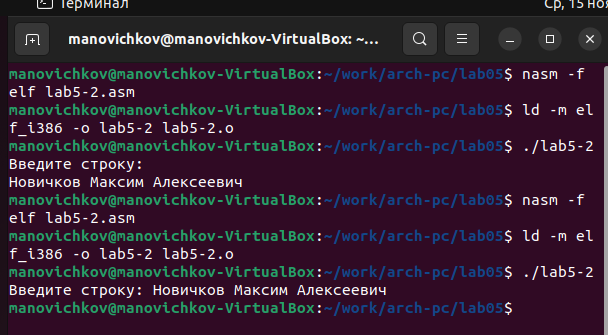 Терминал
Ср, 15 ноя
manovichkov@manovichkov-VirtualBox: ~...
manovichkov@manovichkov-VirtualBox:~/work/arch-pc/lab05$ nasm -f
elf lab5-2.asm
manovichkov@manovichkov-VirtualBox:~/work/arch-pc/lab05$ ld -m el
f_i386 -o lab5-2 lab5-2.o
manovichkov@manovichkov-VirtualBox:~/work/arch-pc/lab05$ ./lab5-2
Введите строку:
Новичков Максим Алексеевич
manovichkov@manovichkov-VirtualBox:~/work/arch-pc/lab05$ nasm -f
elf lab5-2.asm
manovichkov@manovichkov-VirtualBox:~/work/arch-pc/lab05$ ld -m el
f_i386 -o lab5-2 lab5-2.o
manovichkov@manovichkov-VirtualBox:~/work/arch-pc/lab05$ ./lab5-2
Введите строку: Новичков Максим Алексеевич
manovichkov@manovichkov-VirtualBox:~/work/arch-pc/lab05$